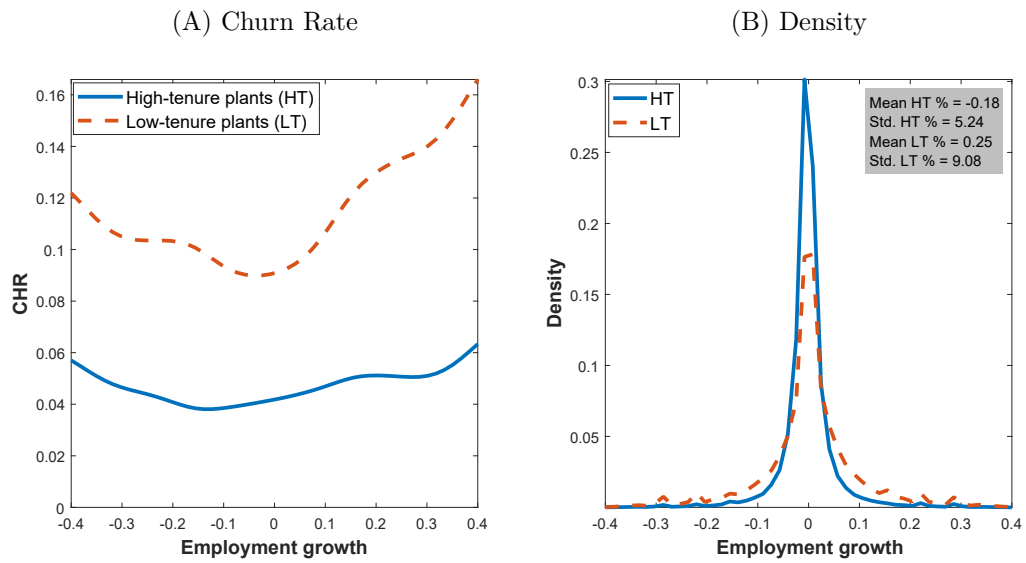 (A) Churn Rate
High-tenure plants (HT)
Low-tenure plants (LT)
CHR
0.16
0.14
0.12
0.1
0.08
0.06
0.04
0.02
0
-0.4 -0.3 -0.2 -0.1 0 0.1 0.2 0.3 0.4
Employment growth
(B) Density
HT
LT
Mean HT % = -0.18
Std. HT % = 5.24
Mean LT % = 0.25
Std. LT % = 9.08
Density
0.3
0.25
0.2
0.15
0.1
0.05
-0.4 -0.3 -0.2 -0.1 0 0.1 0.2 0.3 0.4
Employment growth